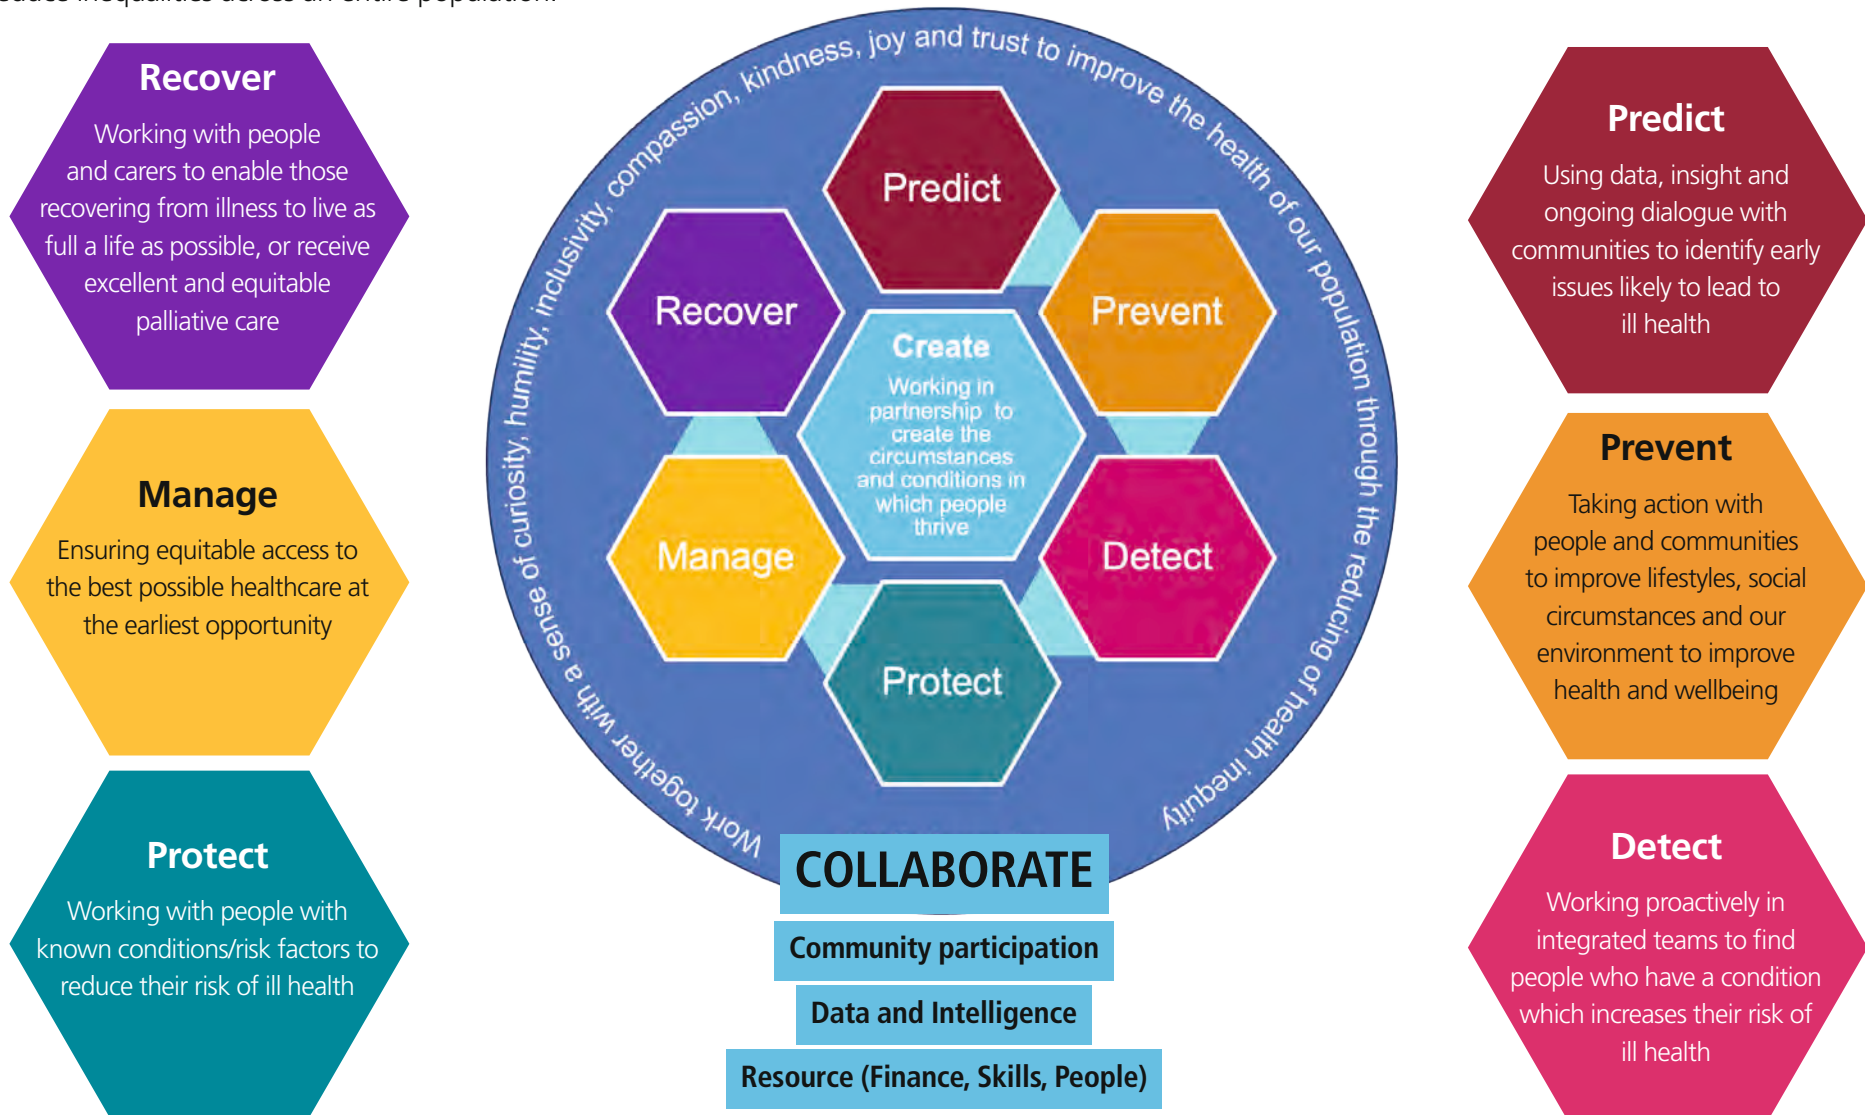 inequalities across an entire population.
Recover
Working with people
and carers to enable those
recovering from illness to live as
full a life as possible, or receive
excellent and equitable
palliative care
Manage
Ensuring equitable access to
the best possible healthcare at
the earliest opportunity
Protect
Working with people with
known conditions/risk factors to
reduce their risk of ill health
Work together with a sense of curiosity, humility, inclusivity, compassion, kindness, joy and trust to improve the health of our population through the reducing of health inequity
Predict
Prevent
Detect
Protect
Manage
Recover
Create
Working in
partnership to
create the
circumstances
and conditions in
which people
thrive
COLLABORATE
Community participation
Data and Intelligence
Resource (Finance, Skills, People)
Predict
Using data, insight and
ongoing dialogue with
communities to identify early
issues likely to lead to
ill health
Prevent
Taking action with
people and communities
to improve lifestyles, social
circumstances and our
environment to improve
health and wellbeing
Detect
Working proactively in
integrated teams to find
people who have a condition
which increases their risk of
ill health